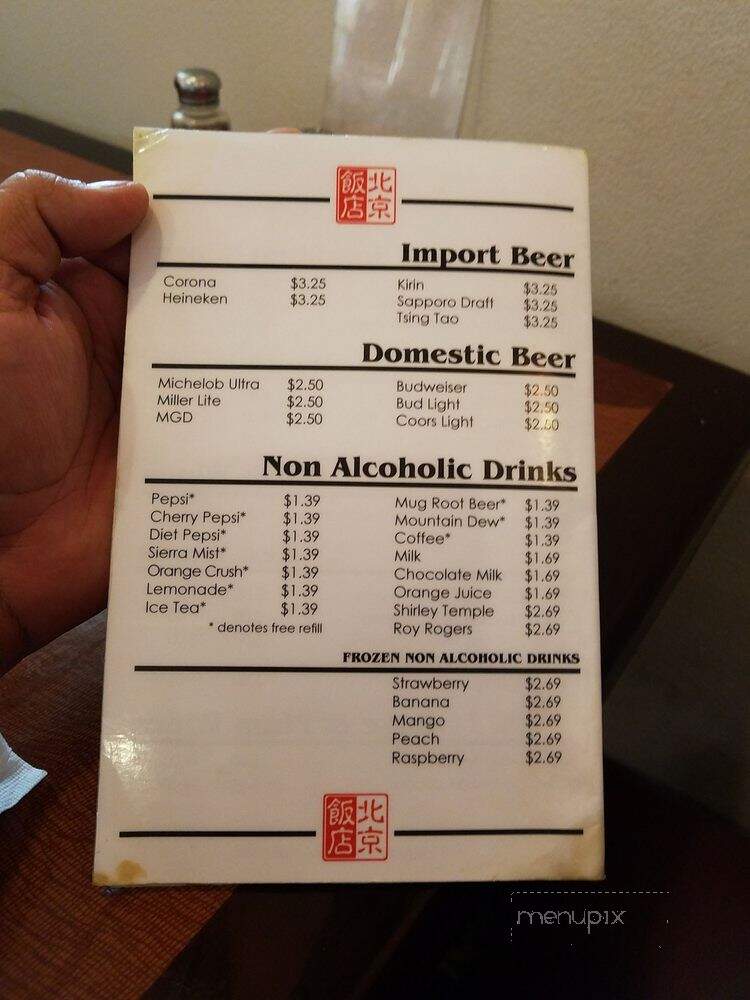 北京
飯店
Import Beer
Corona $3.25 Kirin $3.25
Heineken $3.25 Sapporo Draft $3.25
Tsing Tao $3.25
Domestic Beer
Michelob Ultra $2.50 Budweiser $2.50
Miller Lite $2.50 Bud Light $2.50
MGD $2.50 Coors Light $2.50
Non Alcoholic Drinks
Pepsi* $1.39 Mug Root Beer* $1.39
Cherry Pepsi* $1.39 Mountain Dew* $1.39
Diet Pepsi* $1.39 Coffee* $1.39
Sierra Mist* $1.39 Milk $1.69
Orange Crush* $1.39 Chocolate Milk $1.69
Lemonade* $1.39 Orange Juice $1.69
Ice Tea* $1.39 Shirley Temple $2.69
* denotes free refill Roy Rogers $2.69
FROZEN NON ALCOHOLIC DRINKS
Strawberry $2.69
Banana $2.69
Mango $2.69
Peach $2.69
Raspberry $2.69
北京
飯店
menupix